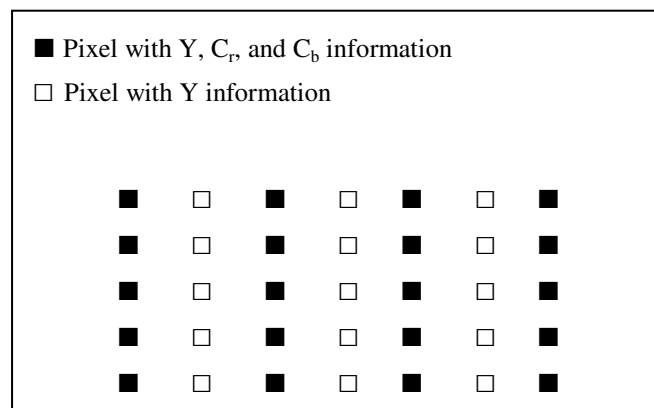 ■ Pixel with Y, Cr, and Cb information
□ Pixel with Y information